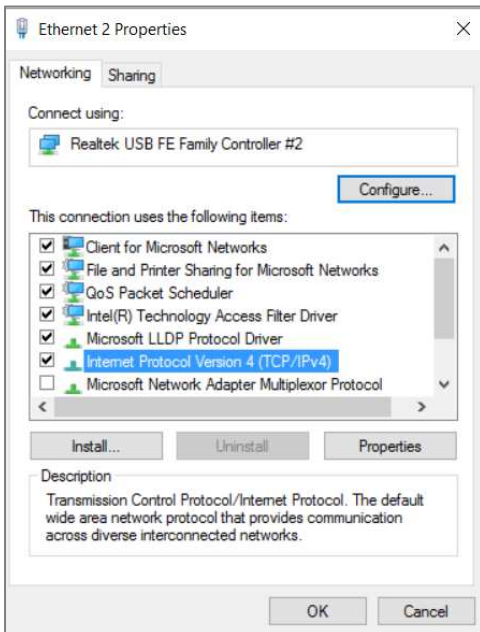 Ethernet 2 Properties
Networking
Sharing
Connect using:
Realtek USB FE Family Controller #2
Configure...
This connection uses the following items:
Client for Microsoft Networks
File and Printer Sharing for Microsoft Networks
QoS Packet Scheduler
Intel(R) Technology Access Filter Driver
Microsoft LLDP Protocol Driver
Internet Protocol Version 4 (TCP/IPv4)
Microsoft Network Adapter Multiplexor Protocol
Install...
Uninstall
Properties
Description
Transmission Control Protocol/Internet Protocol. The default
wide area network protocol that provides communication
across diverse interconnected networks.
OK
Cancel